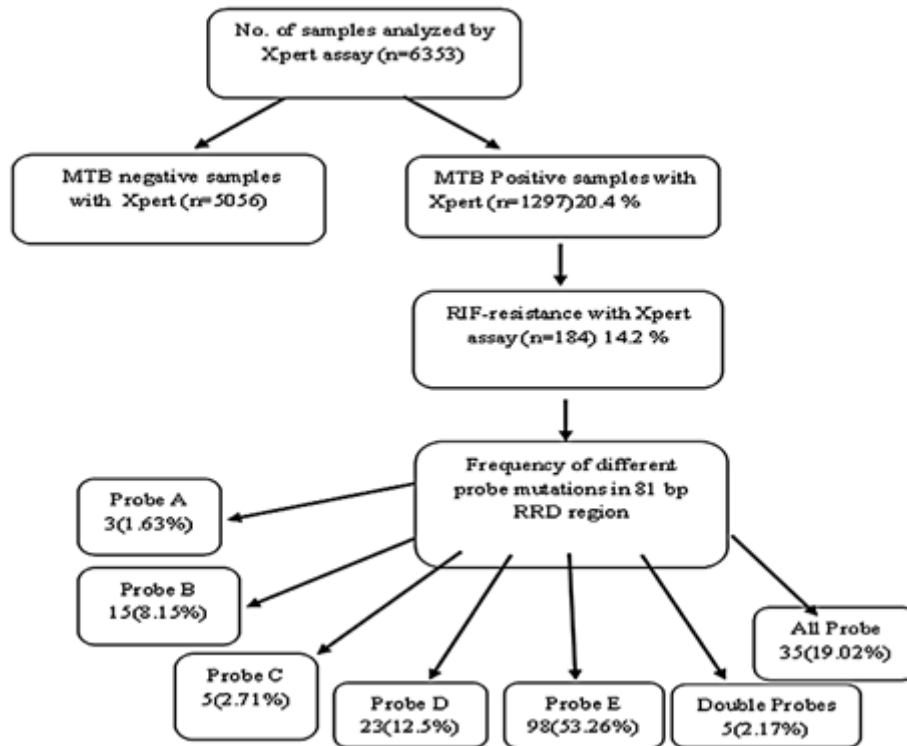 No. of samples analyzed by
Xpert assay (n=6353)
MTB negative samples
with Xpert (n=5056)
MTB Positive samples with
Xpert (n=1297)20.4 %
RIF-resistance with Xpert
assay (n=184) 14.2 %
Frequency of different
probe mutations in 81 bp
RRD region
Probe A
3(1.63%)
Probe B
15(8.15%)
Probe C
5(2.71%)
Probe D
23(12.5%)
Probe E
98(53.26%)
Double Probes
5(2.17%)
All Probe
35(19.02%)